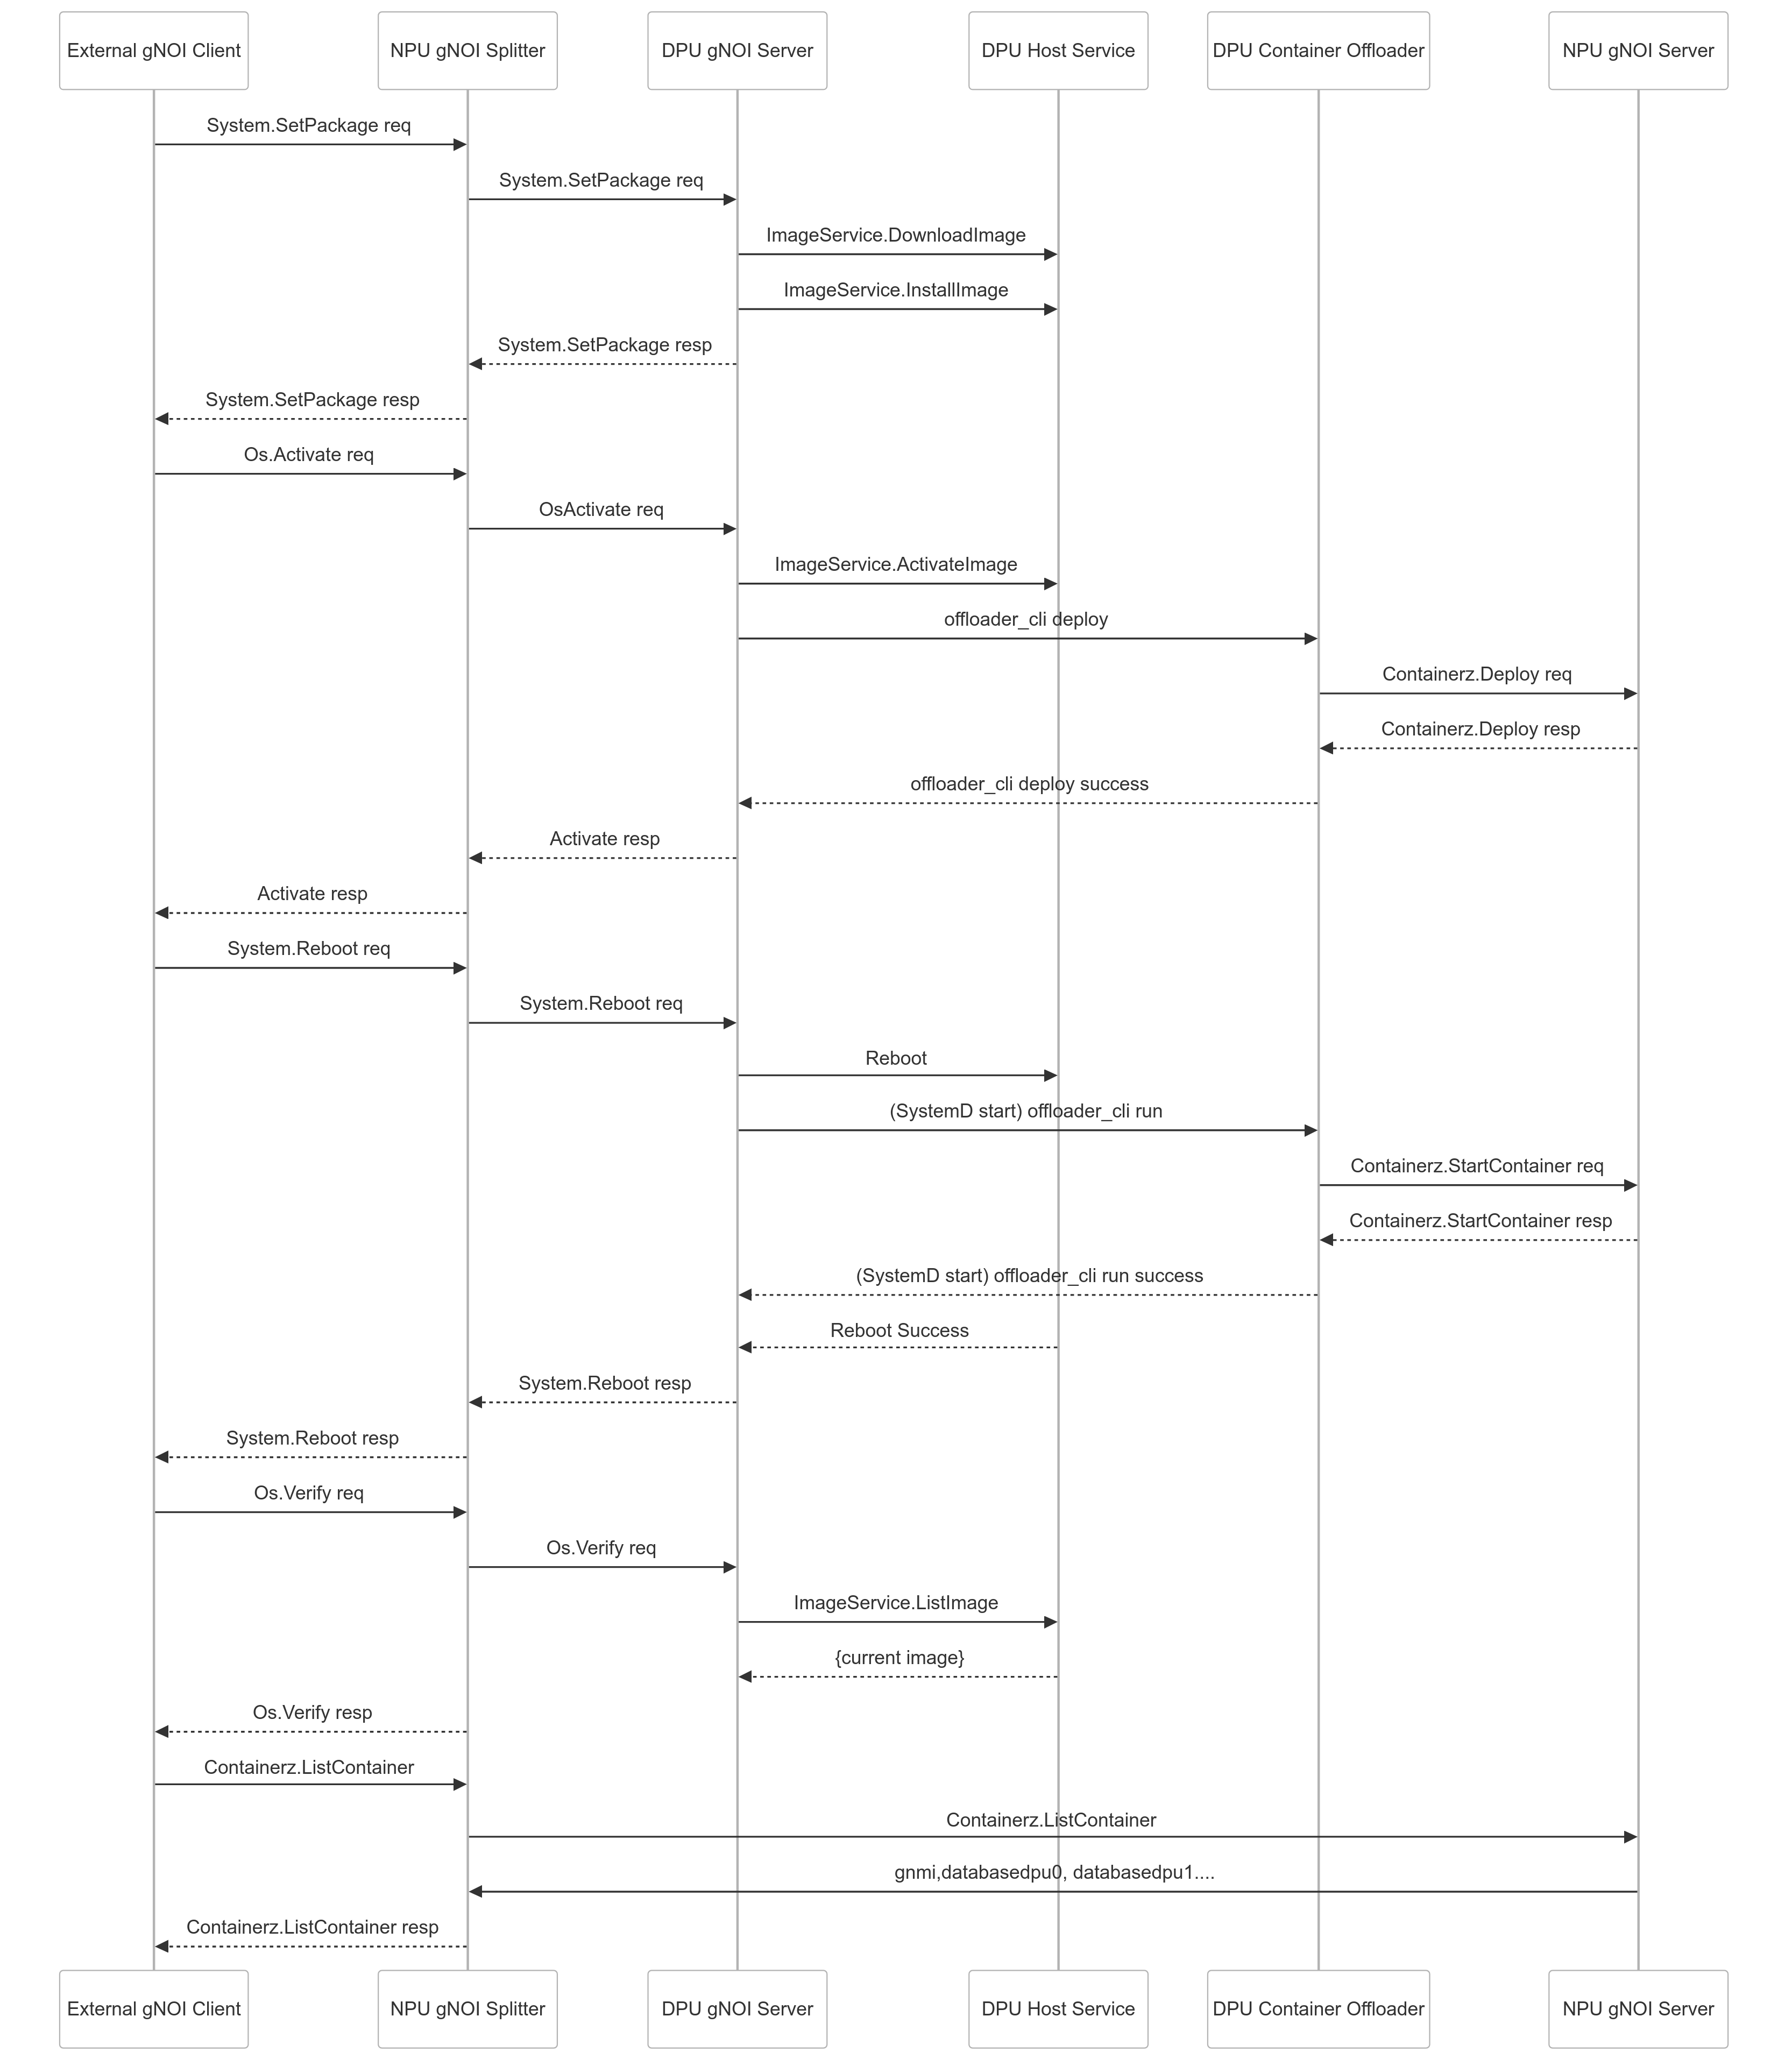 External gNOI Client
NPU gNOI Splitter
DPU gNOI Server
DPU Host Service
DPU Container Offloader
NPU gNOI Server
System.SetPackage req
System.SetPackage req
ImageService.DownloadImage
ImageService.InstallImage
System.SetPackage resp
System.SetPackage resp
Os.Activate req
OsActivate req
ImageService.ActivateImage
offloader_cli deploy
Containerz.Deploy req
Containerz.Deploy resp
offloader_cli deploy success
Activate resp
Activate resp
System.Reboot req
System.Reboot req
Reboot
(SystemD start) offloader_cli run
Containerz.StartContainer req
Containerz.StartContainer resp
(SystemD start) offloader_cli run success
Reboot Success
System.Reboot resp
System.Reboot resp
Os.Verify req
Os.Verify req
ImageService.ListImage
{current image}
Os.Verify resp
Containerz.ListContainer
Containerz.ListContainer
gnmi,databasedpu0, databasedpu1....
Containerz.ListContainer resp
External gNOI Client
NPU gNOI Splitter
DPU gNOI Server
DPU Host Service
DPU Container Offloader
NPU gNOI Server